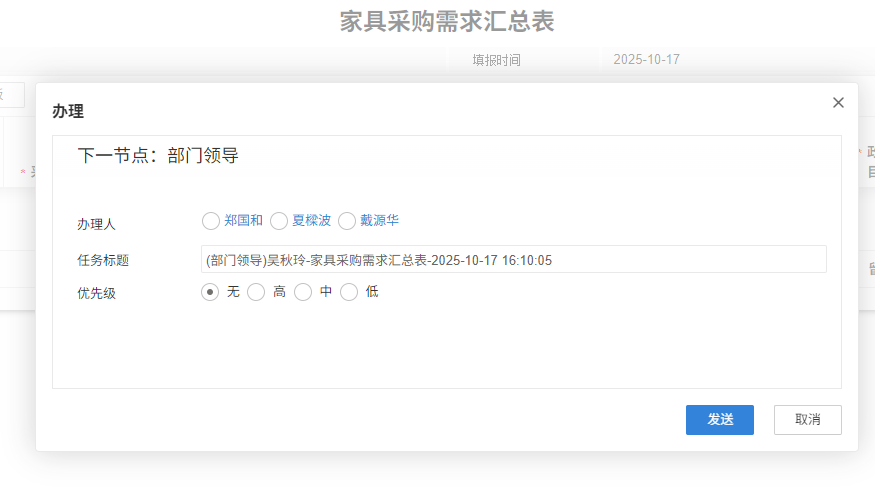 家具采购需求汇总表
填报时间 2025-10-17
办理
下一节点：部门领导
办理人 郑国和 夏樑波 戴源华
任务标题 (部门领导)吴秋玲-家具采购需求汇总表-2025-10-17 16:10:05
优先级 无 高 中 低
发送 取消